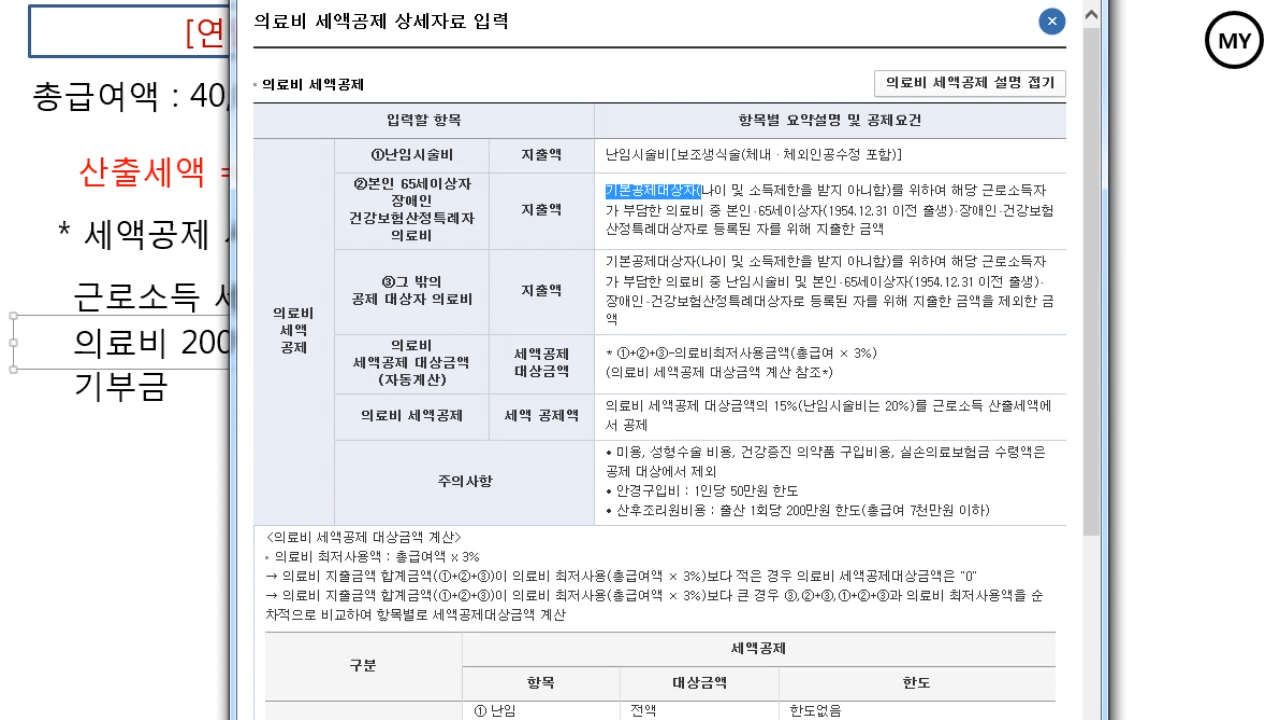 [연
MY
총급여액 : 40,
산출세액 =
* 세액공제
근로소득 세
의료비 200
기부금
의료비 세액공제 상세자료 입력
의료비 세액공제
의료비 세액공제 설명 접기
입력할 항목
항목별 요약설명 및 공제요건
의료비
세액
공제
①난임시술비
지출액
난임시술비[보조생식술(체내ㆍ체외인공수정 포함)]
②본인 65세이상자
장애인
건강보험산정특례자
의료비
지출액
기본공제대상자(나이 및 소득제한을 받지 아니함)를 위하여 해당 근로소득자
가 부담한 의료비 중 본인·65세이상자(1954.12.31 이전 출생)·장애인·건강보험
산정특례대상자로 등록된 자를 위해 지출한 금액
③그 밖의
공제 대상자 의료비
지출액
기본공제대상자(나이 및 소득제한을 받지 아니함)를 위하여 해당 근로소득자
가 부담한 의료비 중 난임시술비 및 본인·65세이상자(1954.12.31 이전 출생)·
장애인·건강보험산정특례대상자로 등록된 자를 위해 지출한 금액을 제외한 금
액
의료비
세액공제 대상금액
(자동계산)
세액공제
대상금액
* ①+②+③-의료비최저사용금액(총급여 × 3%)
(의료비 세액공제 대상금액 계산 참조*)
의료비 세액공제
세액 공제액
의료비 세액공제 대상금액의 15%(난임시술비는 20%)를 근로소득 산출세액에
서 공제
주의사항
• 미용, 성형수술 비용, 건강증진 의약품 구입비용, 실손의료보험금 수령액은
공제 대상에서 제외
• 안경구입비 : 1인당 50만원 한도
• 산후조리원비용 : 출산 1회당 200만원 한도(총급여 7천만원 이하)
<의료비 세액공제 대상금액 계산>
▪ 의료비 최저사용액 : 총급여액 x 3%
→ 의료비 지출금액 합계금액(①+②+③)이 의료비 최저사용(총급여액 × 3%)보다 적은 경우 의료비 세액공제대상금액은 "0"
→ 의료비 지출금액 합계금액(①+②+③)이 의료비 최저사용(총급여액 × 3%)보다 큰 경우 ③,②+③,①+②+③과 의료비 최저사용액을 순
차적으로 비교하여 항목별로 세액공제대상금액 계산
구분
세액공제
항목
대상금액
한도
① 난임
전액
한도없음